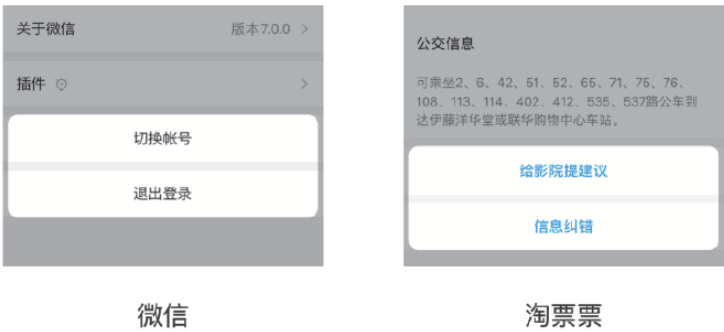 关于微信 版本7.0.0
插件
切换帐号
退出登录
微信
公交信息
可乘坐2、6、42、51、52、65、71、75、76、
108、113、114、402、412、535、537路公车到
达伊藤洋华堂或联华购物中心车站。
给影院提建议
信息纠错
淘票票